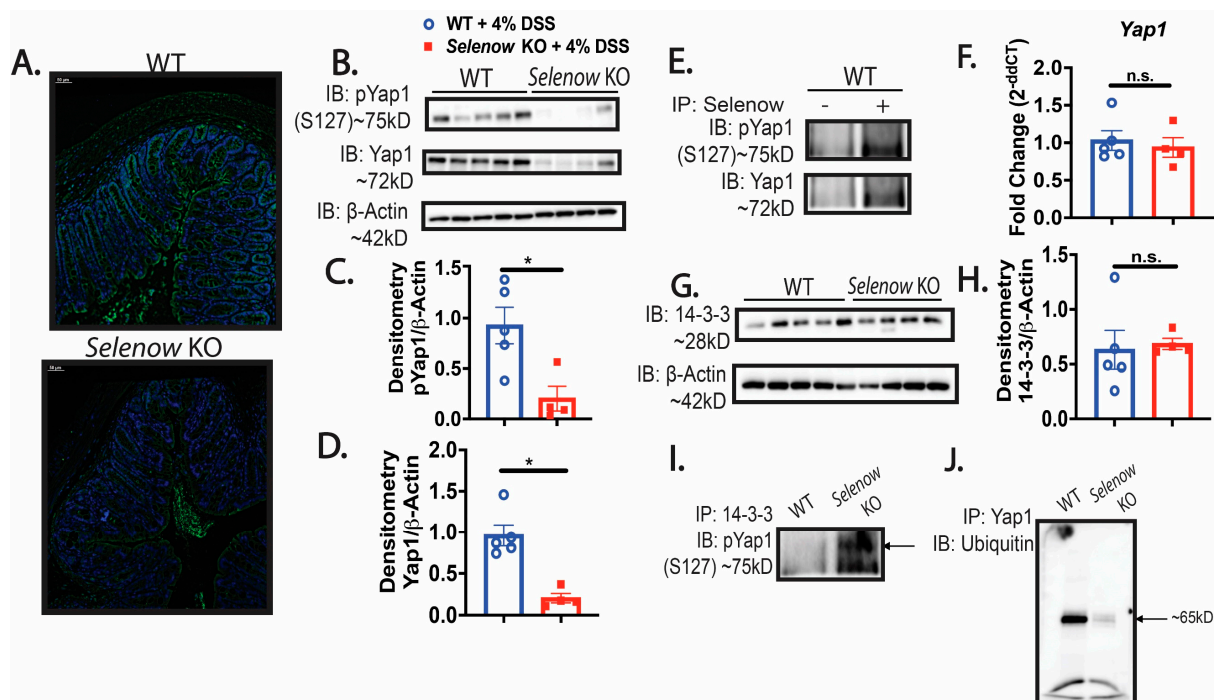 WT + 4% DSS
Selenow KO + 4% DSS
A.
WT
50 µm
Selenow KO
50 µm
B.
WT
Selenow KO
IB: pYap1
(S127)~75kD
IB: Yap1
~72kD
IB: β-Actin
~42kD
C.
Densitometry
pYap1/β-Actin
1.5
1.0
0.5
0.0
*
D.
Densitometry
Yap1/β-Actin
2.0
1.5
1.0
0.5
0.0
*
E.
WT
IP: Selenow
-
+
IB: pYap1
(S127)~75kD
IB: Yap1
~72kD
F.
Yap1
Fold Change (2-ddCT)
2.0
1.5
1.0
0.5
0.0
n.s.
G.
WT
Selenow KO
IB: 14-3-3
~28kD
IB: β-Actin
~42kD
H.
Densitometry
14-3-3/β-Actin
1.5
1.0
0.5
0.0
n.s.
I.
WT
Selenow
KO
IP: 14-3-3
IB: pYap1
(S127) ~75kD
J.
WT
Selenow
KO
IP: Yap1
IB: Ubiquitin
~65kD